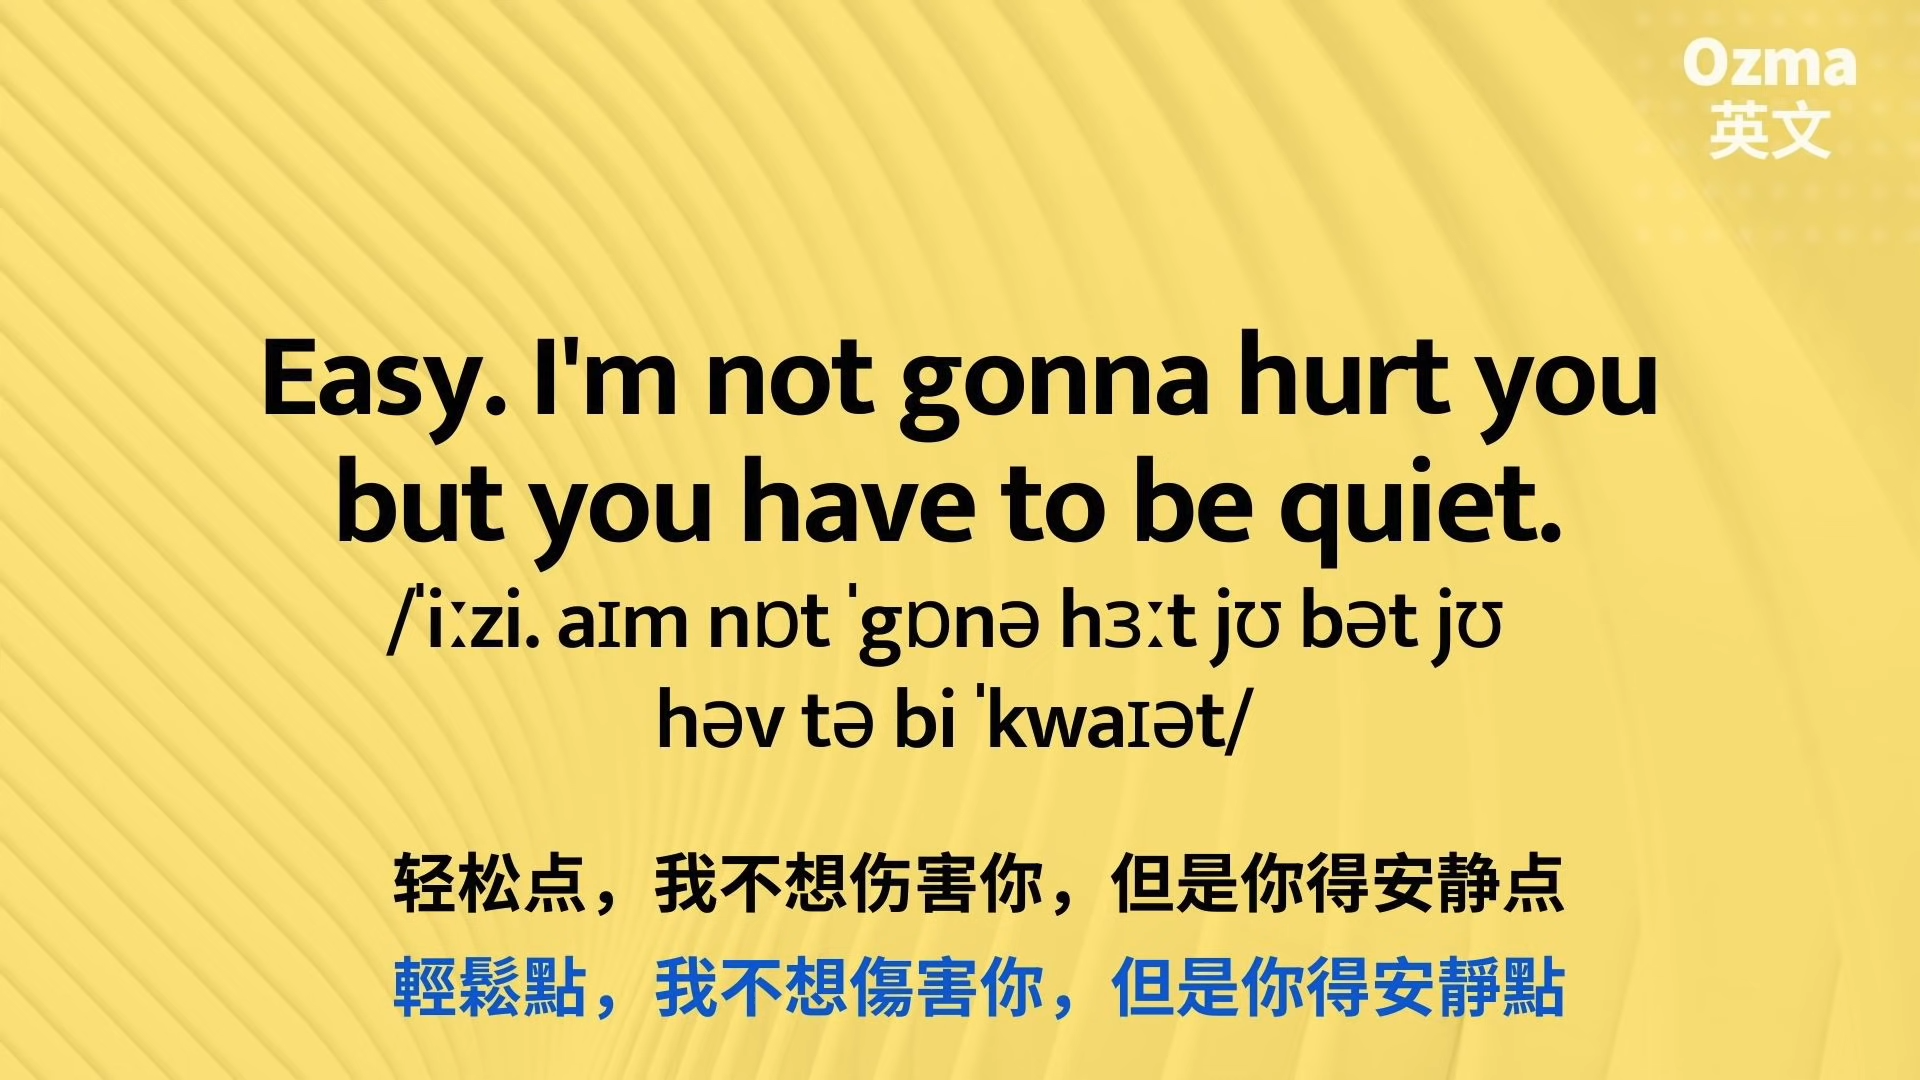 Ozma
英文
Easy. I'm not gonna hurt you
but you have to be quiet.
/ˈiːzi. aɪm nɒt ˈgɒnə hɜːt jʊ bət jʊ
həv tə bi ˈkwaɪət/
轻松点，我不想伤害你，但是你得安静点
輕鬆點，我不想傷害你，但是你得安靜點